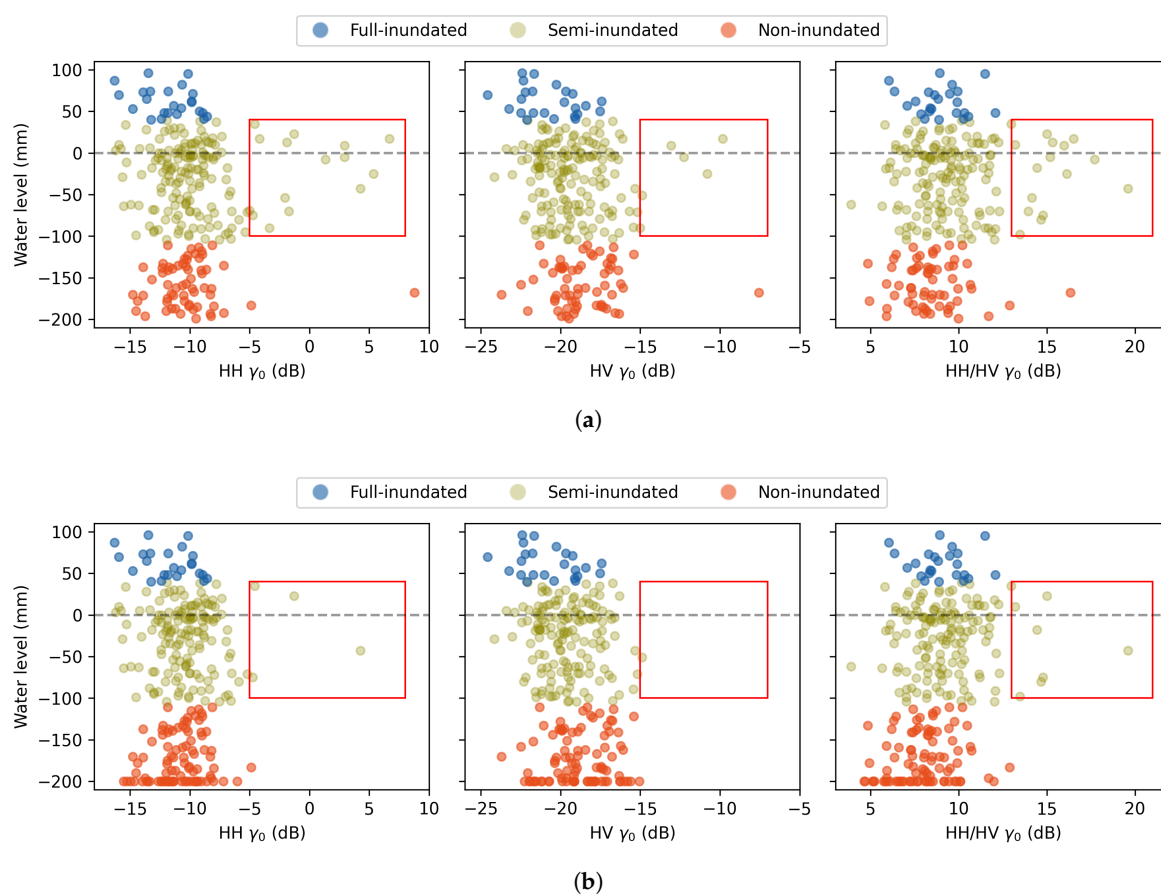 Full-inundated Semi-inundated Non-inundated
100
50
0
−50
−100
−150
−200
Water level (mm)
−15 −10 −5 0 5 10
HH γ₀ (dB)
−25 −20 −15 −10 −5
HV γ₀ (dB)
5 10 15 20
HH/HV γ₀ (dB)
(a)
Full-inundated Semi-inundated Non-inundated
100
50
0
−50
−100
−150
−200
Water level (mm)
−15 −10 −5 0 5 10
HH γ₀ (dB)
−25 −20 −15 −10 −5
HV γ₀ (dB)
5 10 15 20
HH/HV γ₀ (dB)
(b)